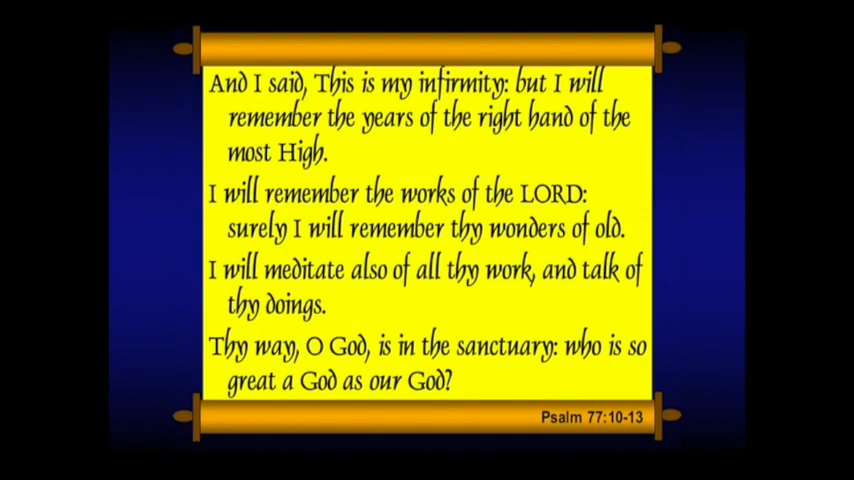 And I said, This is my infirmity: but I will
remember the years of the right hand of the
most High.
I will remember the works of the LORD:
surely I will remember thy wonders of old.
I will meditate also of all thy work, and talk of
thy doings.
Thy way, O God, is in the sanctuary: who is so
great a God as our God?
Psalm 77:10-13